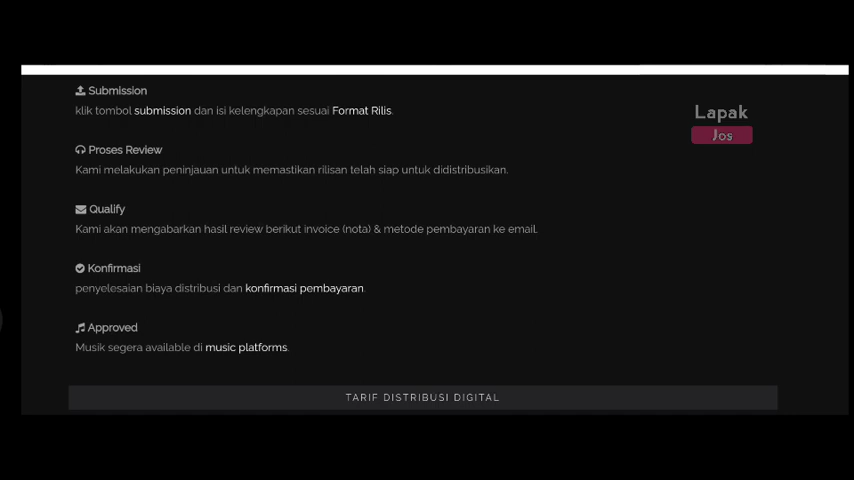 Submission
klik tombol submission dan isi kelengkapan sesuai Format Rilis.
Lapak
Jos
Proses Review
Kami melakukan peninjauan untuk memastikan rilisan telah siap untuk didistribusikan.
Qualify
Kami akan mengabarkan hasil review berikut invoice (nota) & metode pembayaran ke email.
Konfirmasi
penyelesaian biaya distribusi dan konfirmasi pembayaran.
Approved
Musik segera available di music platforms.
TARIF DISTRIBUSI DIGITAL